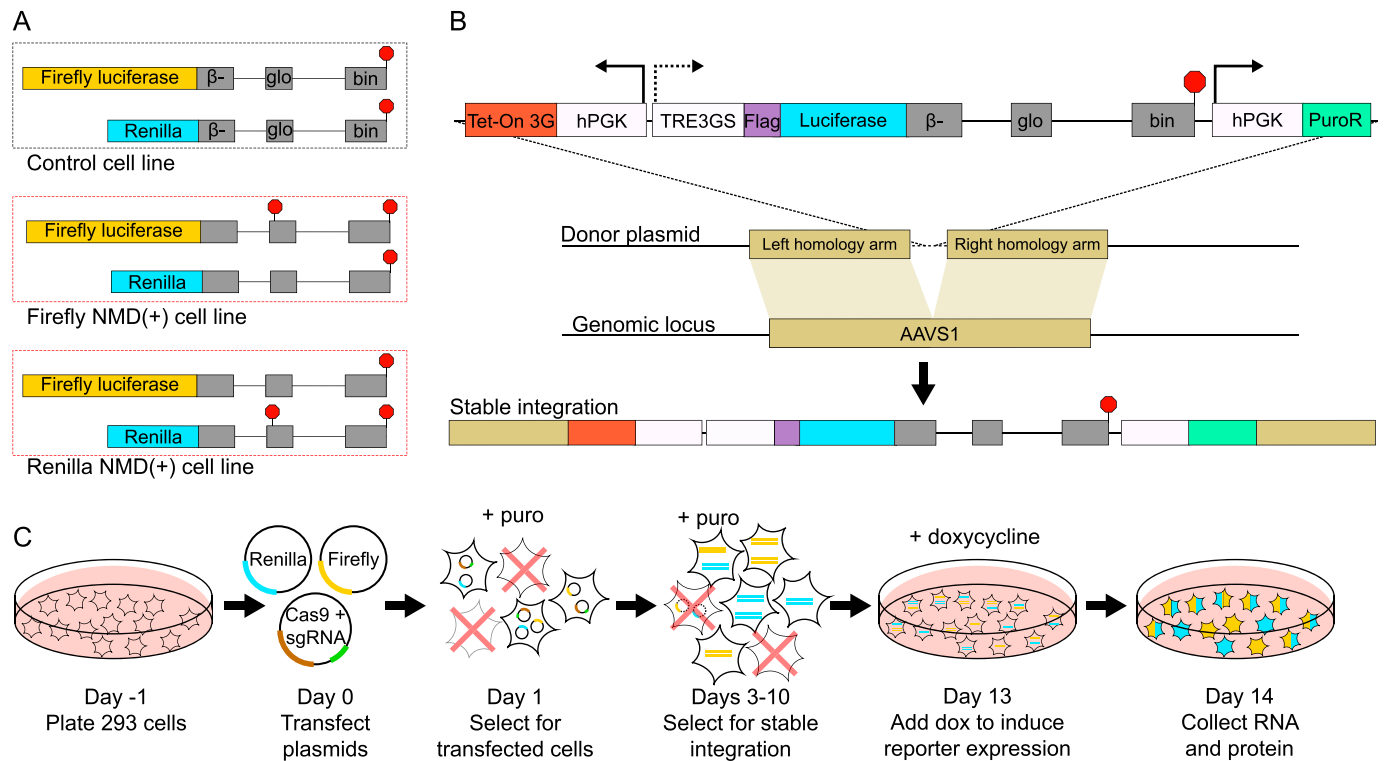 A
Firefly luciferase β- glo bin
Renilla β- glo bin
Control cell line
Firefly luciferase
Renilla
Firefly NMD(+) cell line
Firefly luciferase
Renilla
Renilla NMD(+) cell line
B
Tet-On 3G hPGK TRE3GS Flag Luciferase β- glo bin hPGK PuroR
Donor plasmid Left homology arm Right homology arm
Genomic locus
AAVS1
Stable integration
C
Day -1
Plate 293 cells
Renilla Firefly
Cas9 +
sgRNA
Day 0
Transfect
plasmids
+ puro
Day 1
Select for
transfected cells
+ puro
Days 3-10
Select for stable
integration
+ doxycycline
Day 13
Add dox to induce
reporter expression
Day 14
Collect RNA
and protein